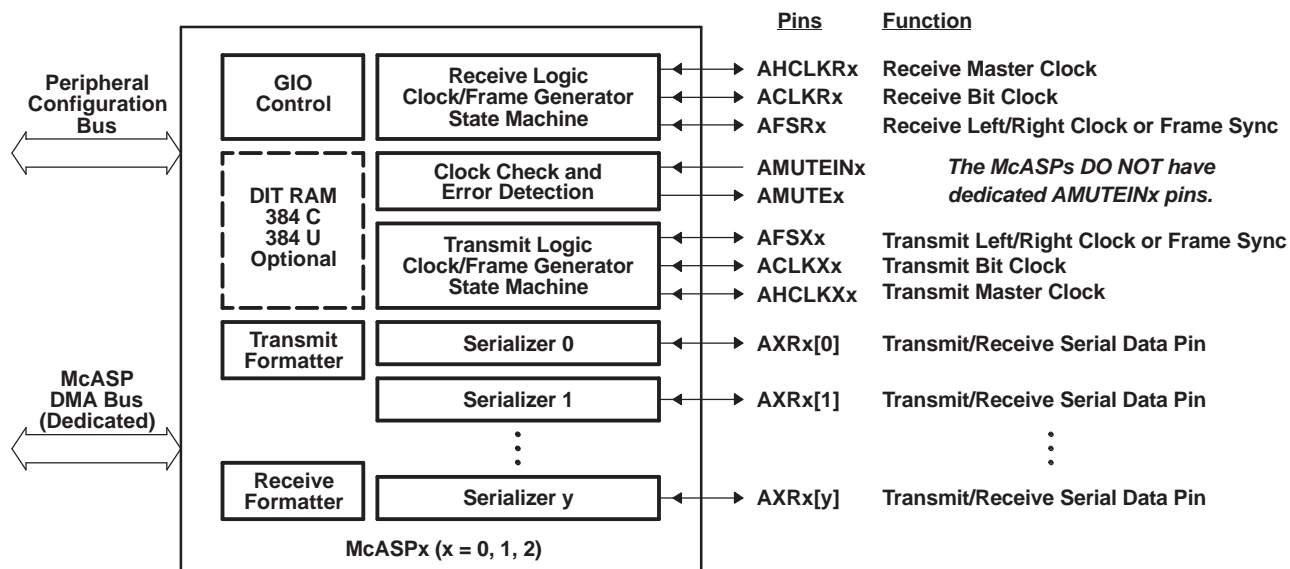 Pins Function
Peripheral
Configuration
Bus
GIO
Control
Receive Logic
Clock/Frame Generator
State Machine
AHCLKRx Receive Master Clock
ACLKRx Receive Bit Clock
AFSRx Receive Left/Right Clock or Frame Sync
DIT RAM
384 C
384 U
Optional
Clock Check and
Error Detection
AMUTEINx
AMUTEx
The McASPs DO NOT have
dedicated AMUTEINx pins.
Transmit Logic
Clock/Frame Generator
State Machine
AFSXx Transmit Left/Right Clock or Frame Sync
ACLKXx Transmit Bit Clock
AHCLKXx Transmit Master Clock
Transmit
Formatter
Serializer 0
AXRx[0] Transmit/Receive Serial Data Pin
McASP
DMA Bus
(Dedicated)
Serializer 1
AXRx[1] Transmit/Receive Serial Data Pin
Receive
Formatter
Serializer y
AXRx[y] Transmit/Receive Serial Data Pin
McASPx (x = 0, 1, 2)